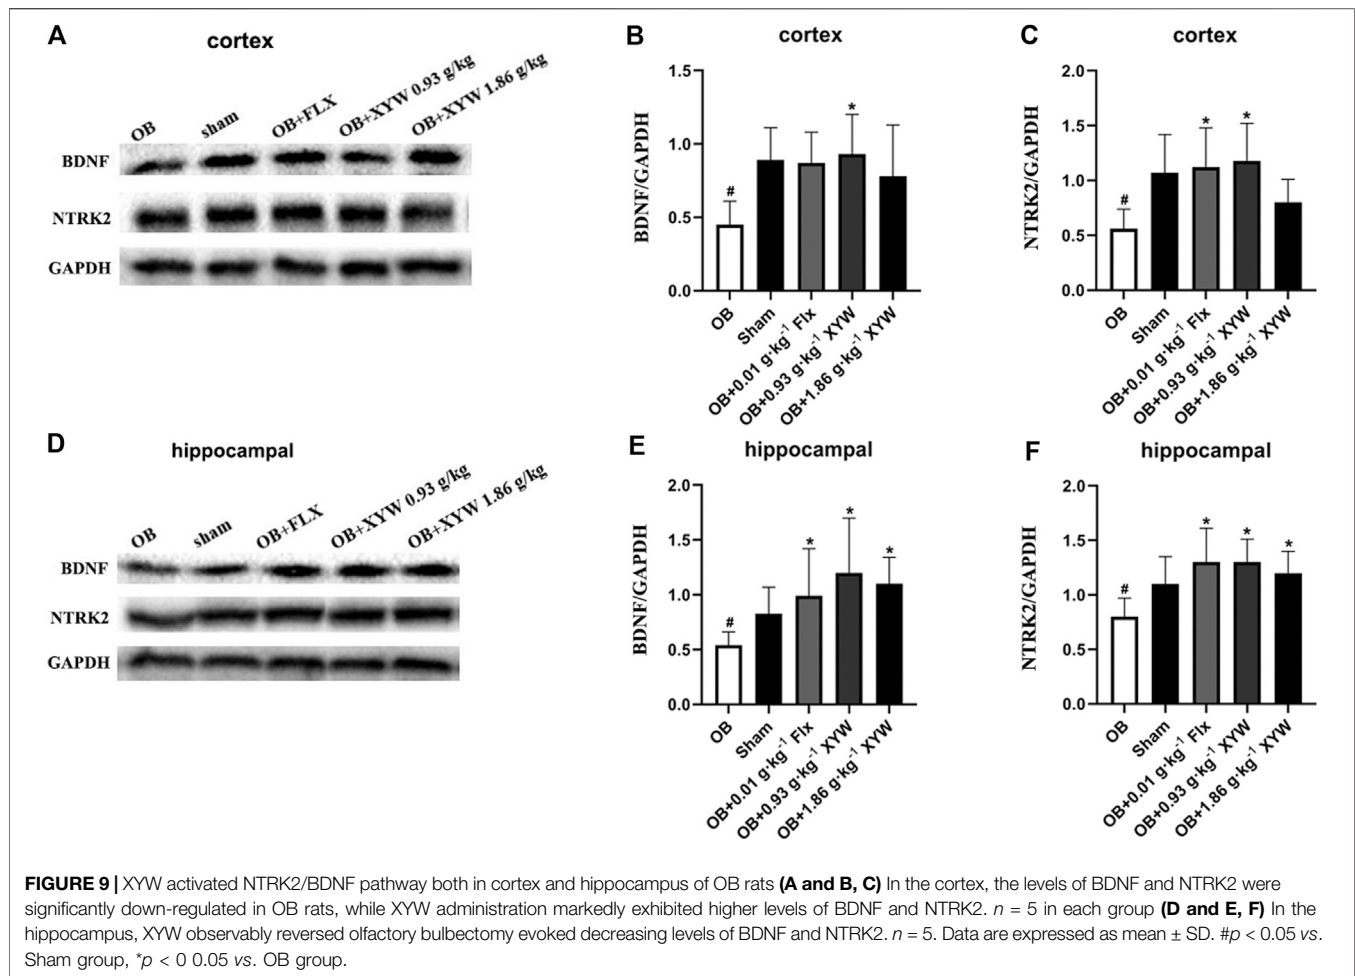 A
cortex
OB
sham
OB+FLX
OB+XYW 0.93 g/kg
OB+XYW 1.86 g/kg
BDNF
NTRK2
GAPDH
B
cortex
BDNF/GAPDH
1.5
1.0
0.5
0.0
#
*
OB
Sham
OB+0.01 g·kg⁻¹ Flx
OB+0.93 g·kg⁻¹ XYW
OB+1.86 g·kg⁻¹ XYW
C
cortex
NTRK2/GAPDH
2.0
1.5
1.0
0.5
0.0
#
*
*
OB
Sham
OB+0.01 g·kg⁻¹ Flx
OB+0.93 g·kg⁻¹ XYW
OB+1.86 g·kg⁻¹ XYW
D
hippocampal
OB
sham
OB+FLX
OB+XYW 0.93 g/kg
OB+XYW 1.86 g/kg
BDNF
NTRK2
GAPDH
E
hippocampal
BDNF/GAPDH
2.0
1.5
1.0
0.5
0.0
#
*
*
*
OB
Sham
OB+0.01 g·kg⁻¹ Flx
OB+0.93 g·kg⁻¹ XYW
OB+1.86 g·kg⁻¹ XYW
F
hippocampal
NTRK2/GAPDH
2.0
1.5
1.0
0.5
0.0
#
*
*
*
OB
Sham
OB+0.01 g·kg⁻¹ Flx
OB+0.93 g·kg⁻¹ XYW
OB+1.86 g·kg⁻¹ XYW
FIGURE 9 | XYW activated NTRK2/BDNF pathway both in cortex and hippocampus of OB rats (A and B, C) In the cortex, the levels of BDNF and NTRK2 were
significantly down-regulated in OB rats, while XYW administration markedly exhibited higher levels of BDNF and NTRK2. n = 5 in each group (D and E, F) In the
hippocampus, XYW observably reversed olfactory bulbectomy evoked decreasing levels of BDNF and NTRK2. n = 5. Data are expressed as mean ± SD. #p < 0.05 vs.
Sham group, *p < 0 0.05 vs. OB group.